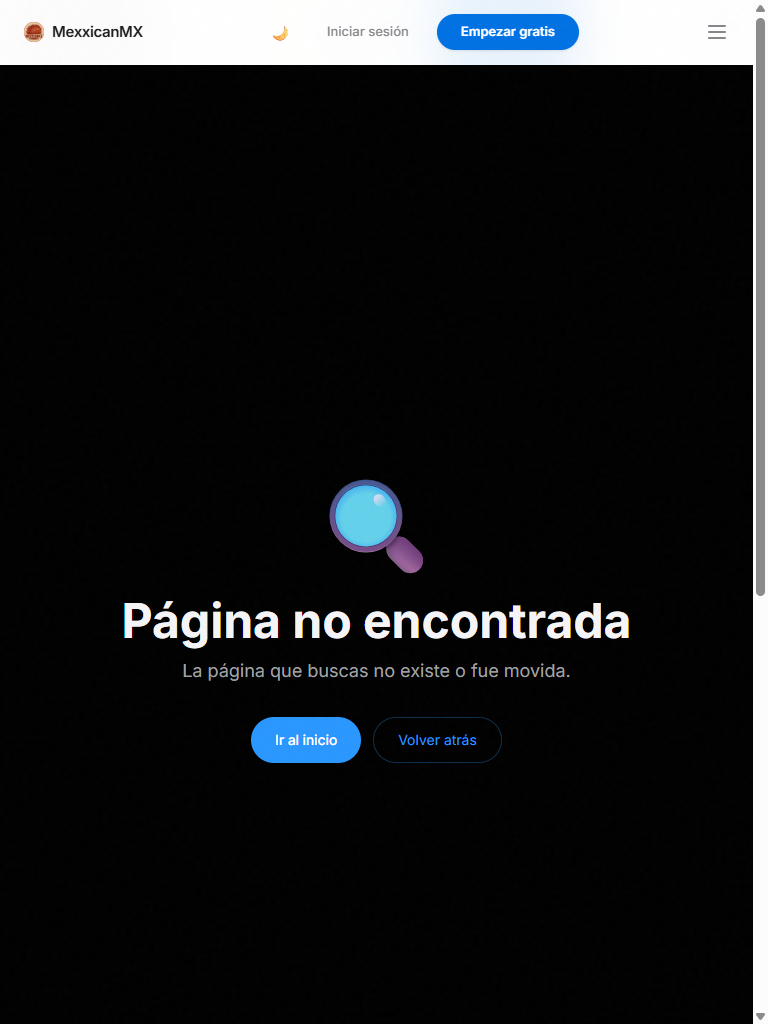 MexxicanMX
Iniciar sesión
Empezar gratis
Página no encontrada
La página que buscas no existe o fue movida.
Ir al inicio
Volver atrás